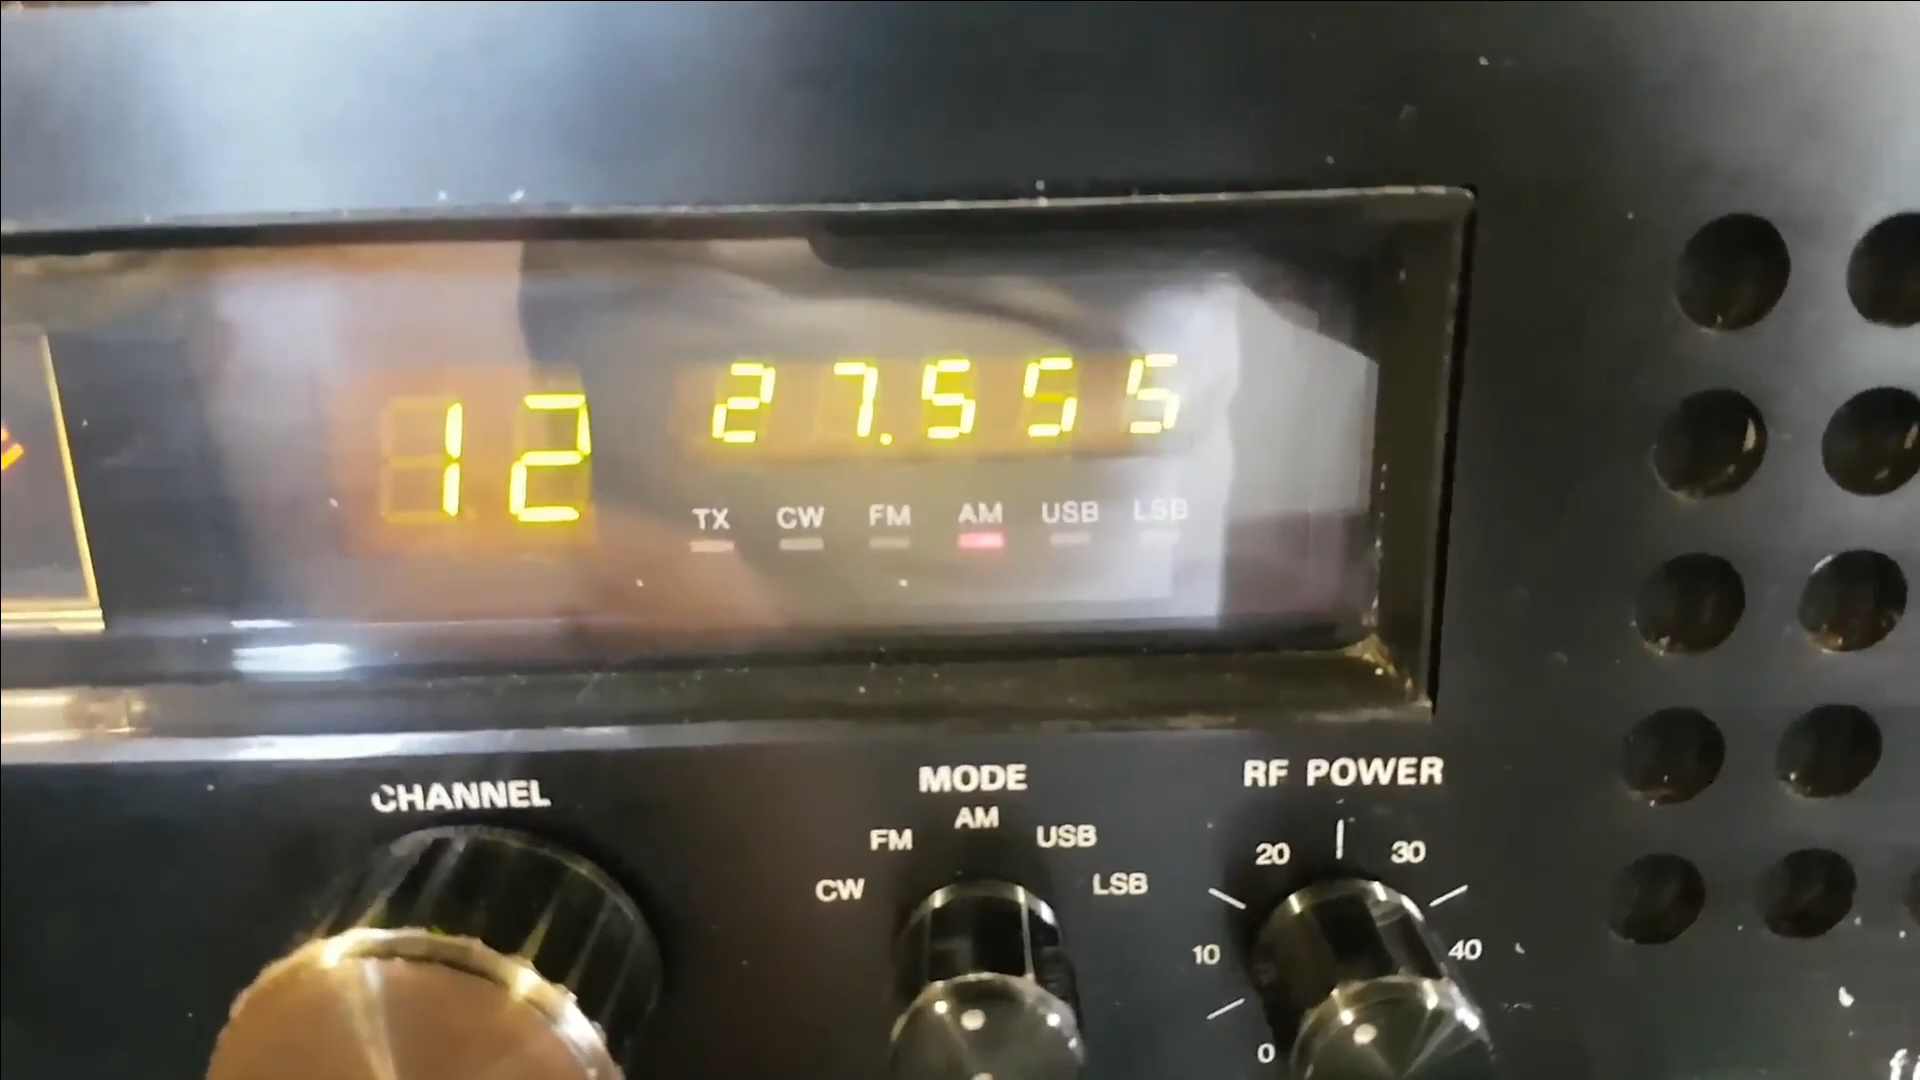 12
27.555
TX CW FM AM USB LSB
CHANNEL
MODE
CW FM AM USB LSB
RF POWER
0 10 20 30 40